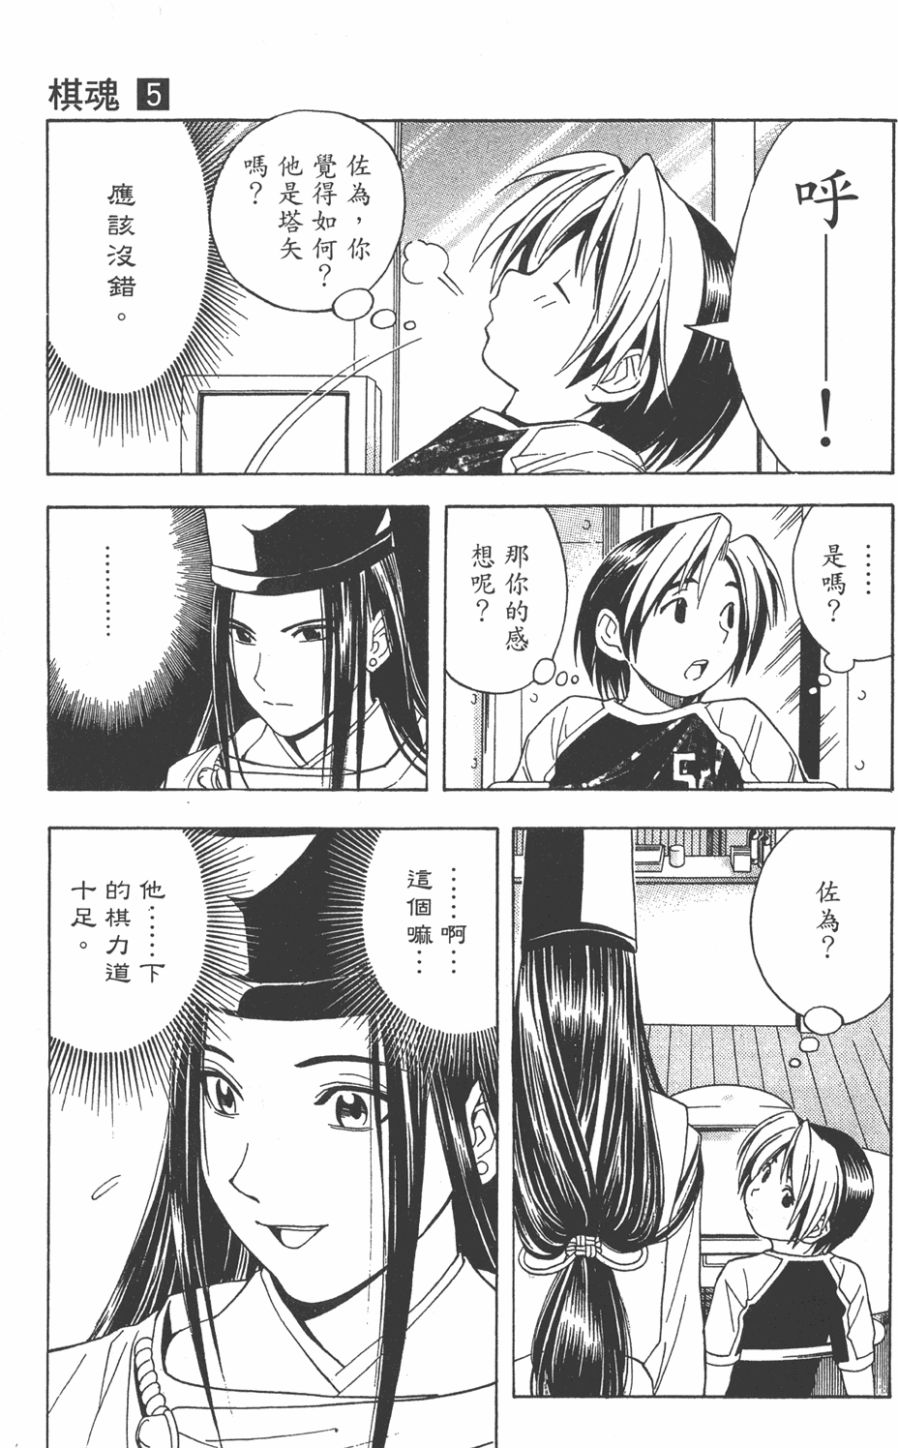 棋魂 5
呼——！
佐為，你
覺得如何？
他是塔矢
嗎？
應該沒錯。
……
是嗎？
那你的感
想呢？
…………
佐為？
……啊…
這個嘛…
他……下
的棋力道
十足。